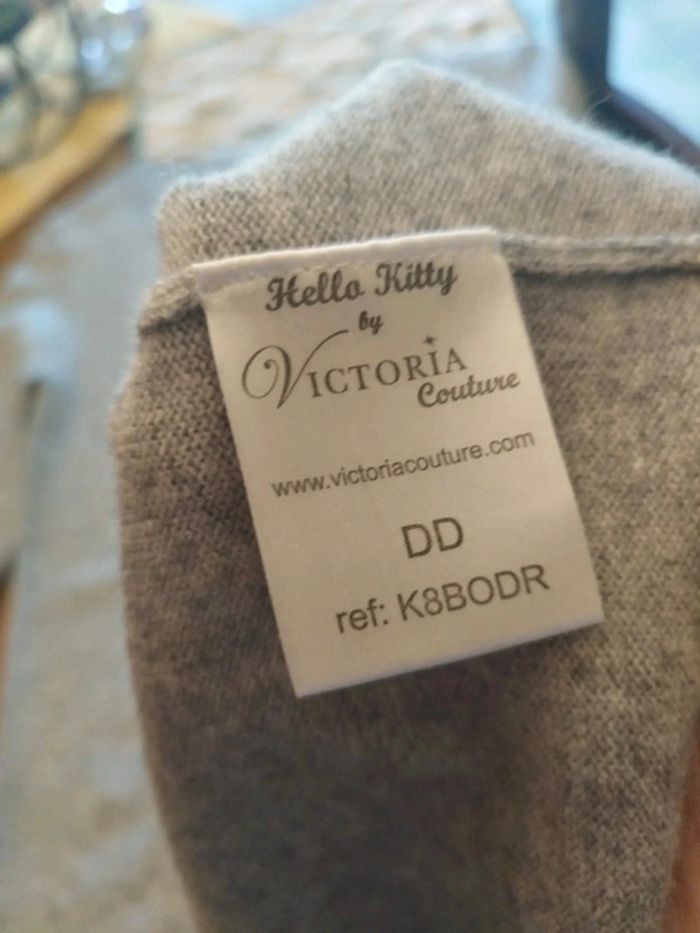 Hello Kitty
by
VICTORIA
Couture
www.victoriacouture.com
DD
ref: K8BODR